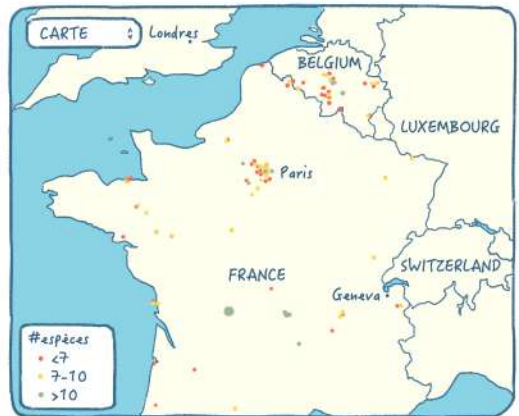 CARTE
Londres
BELGIUM
LUXEMBOURG
Paris
FRANCE
SWITZERLAND
Geneva
#espèces
<7
7-10
>10